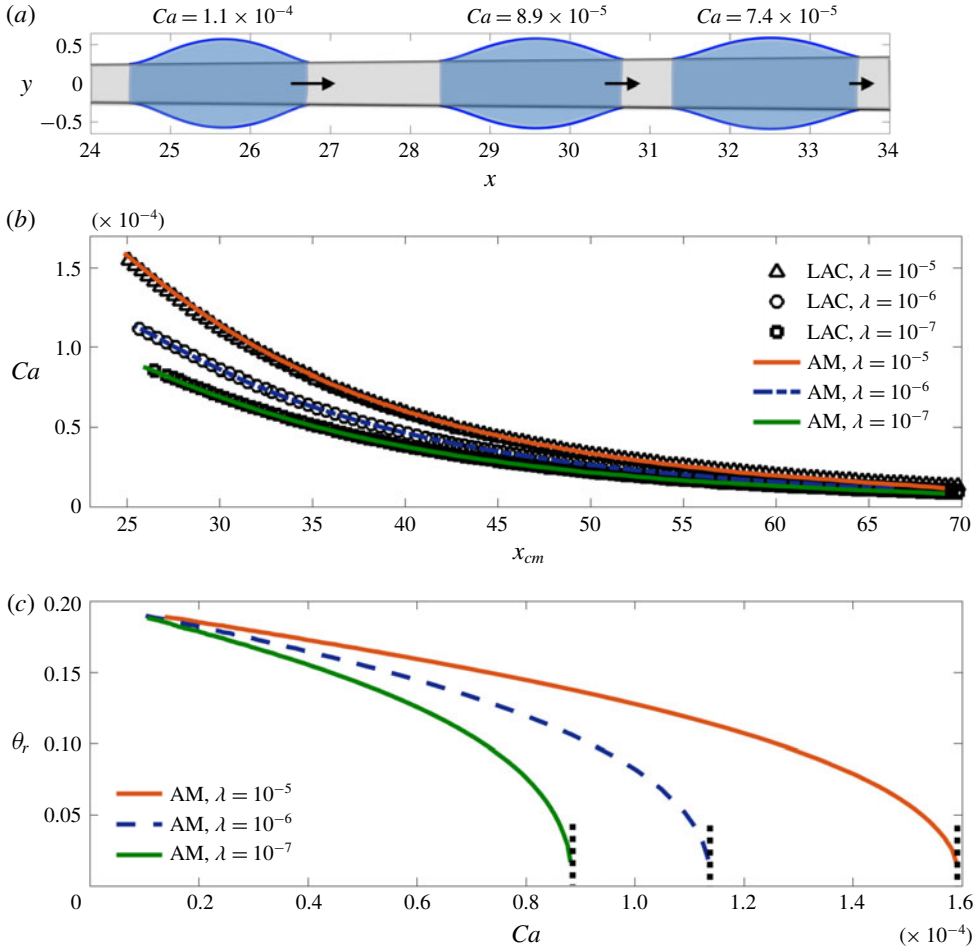 (a) Ca = 1.1 × 10⁻⁴ Ca = 8.9 × 10⁻⁵ Ca = 7.4 × 10⁻⁵
0.5
y 0
−0.5
24 25 26 27 28 29 30 31 32 33 34
x
(b) (× 10⁻⁴)
1.5
1.0
Ca
0.5
0
LAC, λ = 10⁻⁵
LAC, λ = 10⁻⁶
LAC, λ = 10⁻⁷
AM, λ = 10⁻⁵
AM, λ = 10⁻⁶
AM, λ = 10⁻⁷
25 30 35 40 45 50 55 60 65 70
x_cm
(c) 0.20
0.15
θ_r 0.10
0.05
AM, λ = 10⁻⁵
AM, λ = 10⁻⁶
AM, λ = 10⁻⁷
0 0.2 0.4 0.6 0.8 1.0 1.2 1.4 1.6
Ca (× 10⁻⁴)